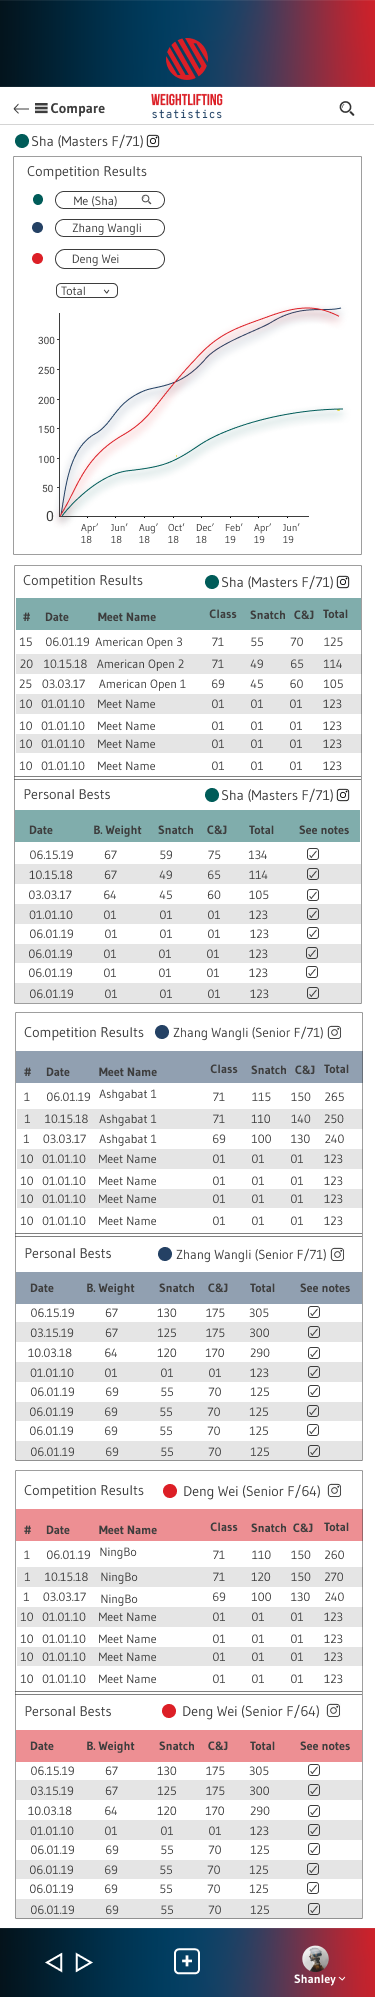 WEIGHTLIFTING
Compare
statistics
Sha (Masters F/71)
Competition Results
Me (Sha)
Zhang Wangli
Deng Wei
Total
300
250
200
150
100
50
0
Apr' Jun' Aug' Oct' Dec' Feb' Apr' Jun'
18 18 18 18 18 19 19 19
Competition Results Sha (Masters F/71)
# Date Meet Name Class Snatch C&J Total
15 06.01.19 American Open 3 71 55 70 125
20 10.15.18 American Open 2 71 49 65 114
25 03.03.17 American Open 1 69 45 60 105
10 01.01.10 Meet Name 01 01 01 123
10 01.01.10 Meet Name 01 01 01 123
10 01.01.10 Meet Name 01 01 01 123
10 01.01.10 Meet Name 01 01 01 123
Personal Bests Sha (Masters F/71)
Date B. Weight Snatch C&J Total See notes
06.15.19 67 59 75 134
10.15.18 67 49 65 114
03.03.17 64 45 60 105
01.01.10 01 01 01 123
06.01.19 01 01 01 123
06.01.19 01 01 01 123
06.01.19 01 01 01 123
06.01.19 01 01 01 123
Competition Results Zhang Wangli (Senior F/71)
# Date Meet Name Class Snatch C&J Total
1 06.01.19 Ashgabat 1 71 115 150 265
1 10.15.18 Ashgabat 1 71 110 140 250
1 03.03.17 Ashgabat 1 69 100 130 240
10 01.01.10 Meet Name 01 01 01 123
10 01.01.10 Meet Name 01 01 01 123
10 01.01.10 Meet Name 01 01 01 123
10 01.01.10 Meet Name 01 01 01 123
Personal Bests Zhang Wangli (Senior F/71)
Date B. Weight Snatch C&J Total See notes
06.15.19 67 130 175 305
03.15.19 67 125 175 300
10.03.18 64 120 170 290
01.01.10 01 01 01 123
06.01.19 69 55 70 125
06.01.19 69 55 70 125
06.01.19 69 55 70 125
06.01.19 69 55 70 125
Competition Results Deng Wei (Senior F/64)
# Date Meet Name Class Snatch C&J Total
1 06.01.19 NingBo 71 110 150 260
1 10.15.18 NingBo 71 120 150 270
1 03.03.17 NingBo 69 100 130 240
10 01.01.10 Meet Name 01 01 01 123
10 01.01.10 Meet Name 01 01 01 123
10 01.01.10 Meet Name 01 01 01 123
10 01.01.10 Meet Name 01 01 01 123
Personal Bests Deng Wei (Senior F/64)
Date B. Weight Snatch C&J Total See notes
06.15.19 67 130 175 305
03.15.19 67 125 175 300
10.03.18 64 120 170 290
01.01.10 01 01 01 123
06.01.19 69 55 70 125
06.01.19 69 55 70 125
06.01.19 69 55 70 125
06.01.19 69 55 70 125
Shanley